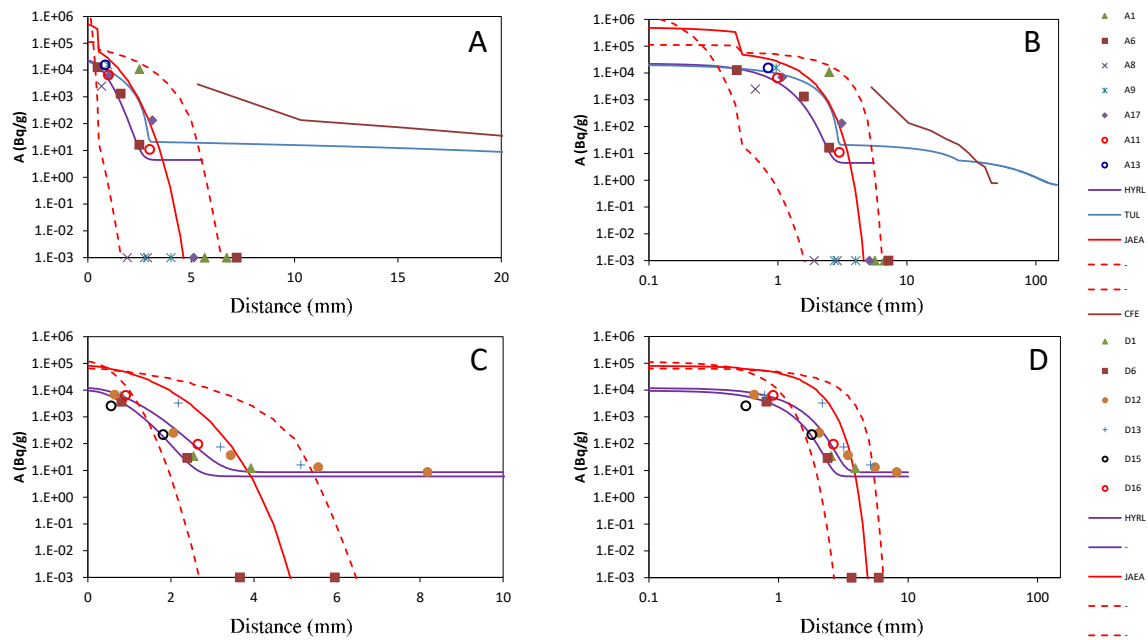 A
A (Bq/g)
1.E+06
1.E+05
1.E+04
1.E+03
1.E+02
1.E+01
1.E+00
1.E-01
1.E-02
1.E-03
0 5 10 15 20
Distance (mm)
B
A (Bq/g)
1.E+06
1.E+05
1.E+04
1.E+03
1.E+02
1.E+01
1.E+00
1.E-01
1.E-02
1.E-03
0.1 1 10 100
Distance (mm)
C
A (Bq/g)
1.E+06
1.E+05
1.E+04
1.E+03
1.E+02
1.E+01
1.E+00
1.E-01
1.E-02
1.E-03
0 2 4 6 8 10
Distance (mm)
D
A (Bq/g)
1.E+06
1.E+05
1.E+04
1.E+03
1.E+02
1.E+01
1.E+00
1.E-01
1.E-02
1.E-03
0.1 1 10 100
Distance (mm)
A1
A6
A8
A9
A17
A11
A13
HYRL
TUL
JAEA
-
-
CFE
D1
D6
D12
D13
D15
D16
HYRL
-
JAEA
-
-